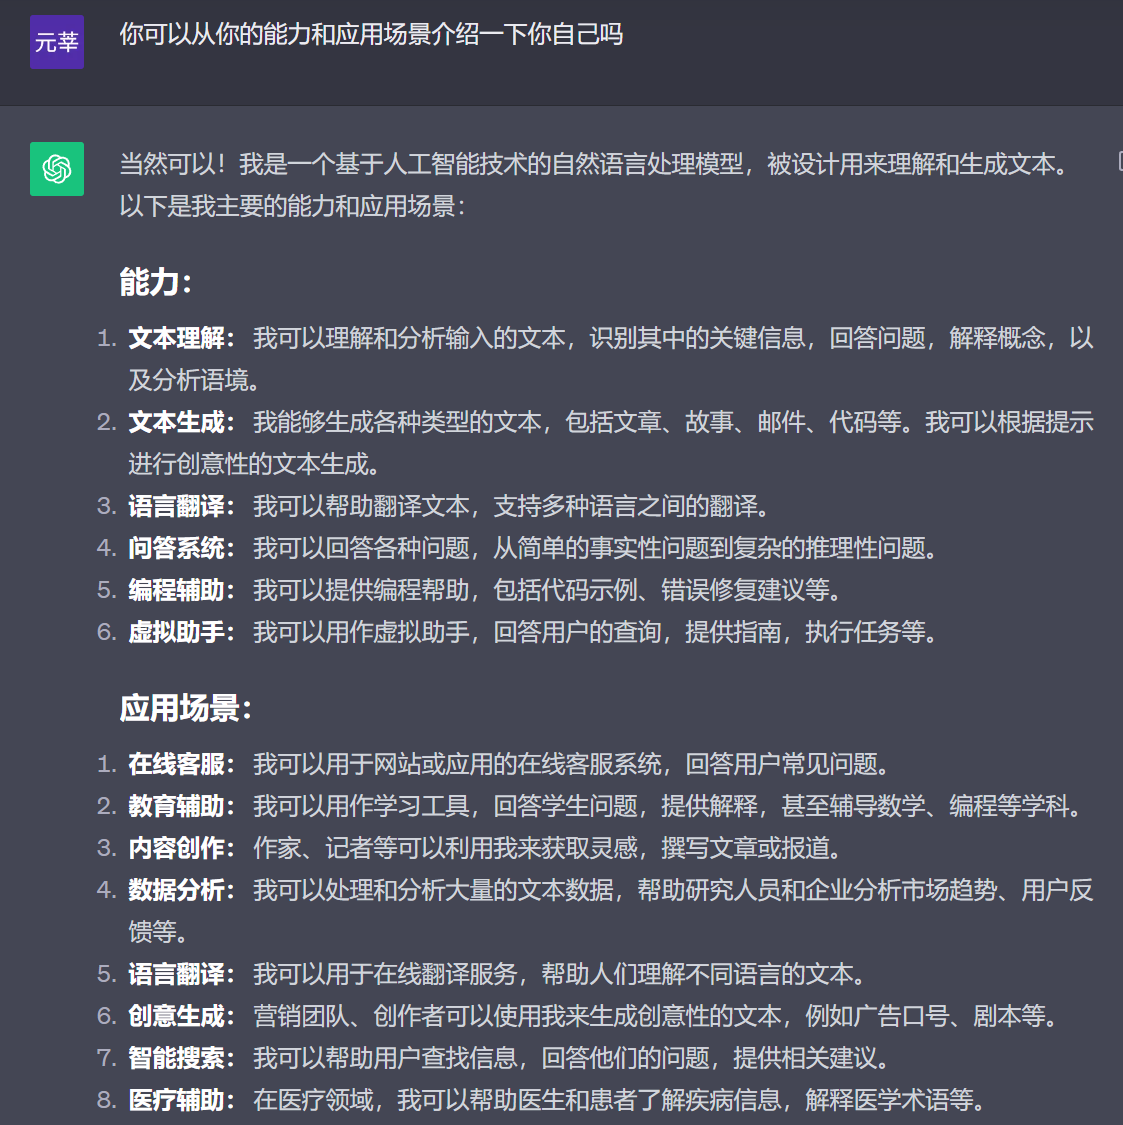 元莘
你可以从你的能力和应用场景介绍一下你自己吗
当然可以！我是一个基于人工智能技术的自然语言处理模型，被设计用来理解和生成文本。
以下是我主要的能力和应用场景：
能力：
1. 文本理解： 我可以理解和分析输入的文本，识别其中的关键信息，回答问题，解释概念，以
及分析语境。
2. 文本生成： 我能够生成各种类型的文本，包括文章、故事、邮件、代码等。我可以根据提示
进行创意性的文本生成。
3. 语言翻译： 我可以帮助翻译文本，支持多种语言之间的翻译。
4. 问答系统： 我可以回答各种问题，从简单的事实性问题到复杂的推理性问题。
5. 编程辅助： 我可以提供编程帮助，包括代码示例、错误修复建议等。
6. 虚拟助手： 我可以用作虚拟助手，回答用户的查询，提供指南，执行任务等。
应用场景：
1. 在线客服： 我可以用于网站或应用的在线客服系统，回答用户常见问题。
2. 教育辅助： 我可以用作学习工具，回答学生问题，提供解释，甚至辅导数学、编程等学科。
3. 内容创作： 作家、记者等可以利用我来获取灵感，撰写文章或报道。
4. 数据分析： 我可以处理和分析大量的文本数据，帮助研究人员和企业分析市场趋势、用户反
馈等。
5. 语言翻译： 我可以用于在线翻译服务，帮助人们理解不同语言的文本。
6. 创意生成： 营销团队、创作者可以使用我来生成创意性的文本，例如广告口号、剧本等。
7. 智能搜索： 我可以帮助用户查找信息，回答他们的问题，提供相关建议。
8. 医疗辅助： 在医疗领域，我可以帮助医生和患者了解疾病信息，解释医学术语等。